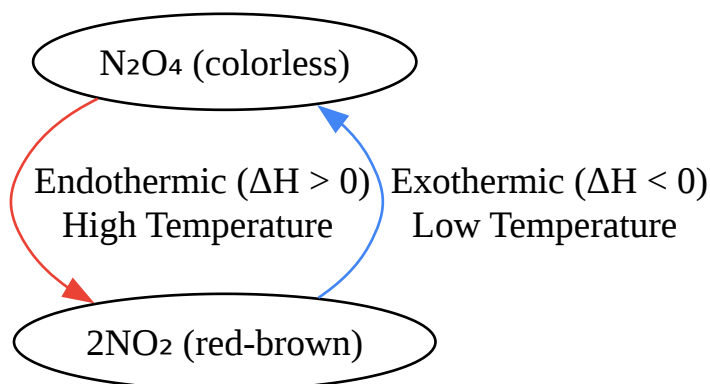 N₂O₄ (colorless)
Endothermic (ΔH > 0)
High Temperature
Exothermic (ΔH < 0)
Low Temperature
2NO₂ (red-brown)